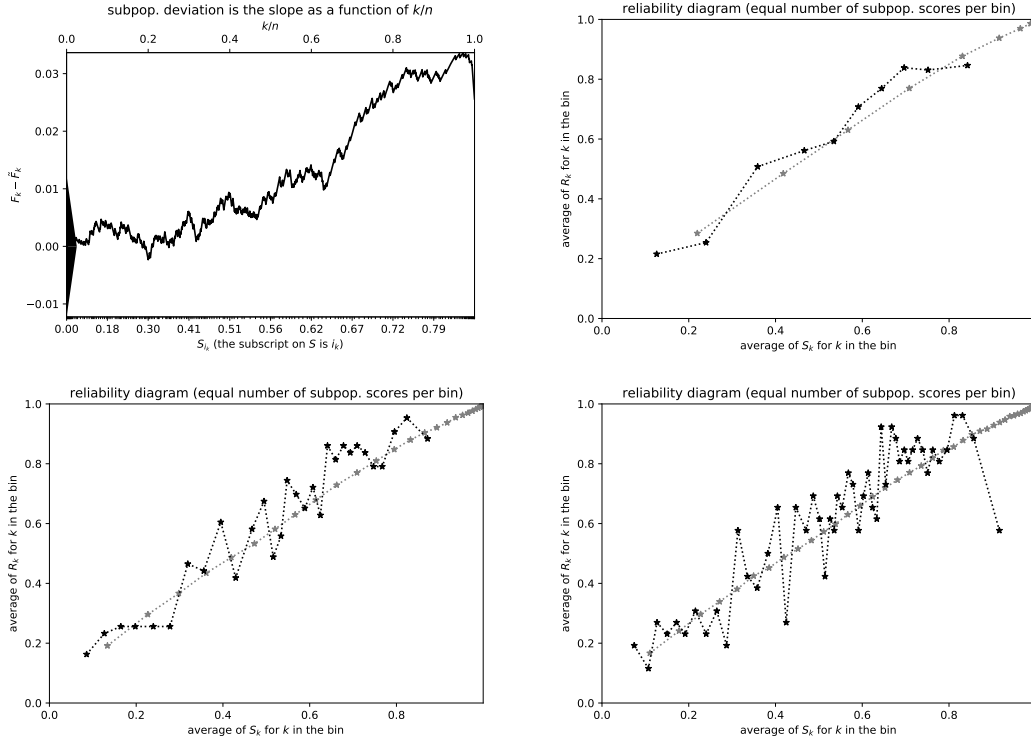 subpop. deviation is the slope as a function of k/n
k/n
0.0 0.2 0.4 0.6 0.8 1.0
0.03
0.02
0.01
0.00
−0.01
F_k − F̃_k
0.00 0.18 0.30 0.41 0.51 0.56 0.62 0.67 0.72 0.79
S_{i_k} (the subscript on S is i_k)
reliability diagram (equal number of subpop. scores per bin)
1.0
0.8
0.6
0.4
0.2
0.0
average of R_k for k in the bin
0.0 0.2 0.4 0.6 0.8
average of S_k for k in the bin
reliability diagram (equal number of subpop. scores per bin)
1.0
0.8
0.6
0.4
0.2
0.0
average of R_k for k in the bin
0.0 0.2 0.4 0.6 0.8
average of S_k for k in the bin
reliability diagram (equal number of subpop. scores per bin)
1.0
0.8
0.6
0.4
0.2
0.0
average of R_k for k in the bin
0.0 0.2 0.4 0.6 0.8
average of S_k for k in the bin